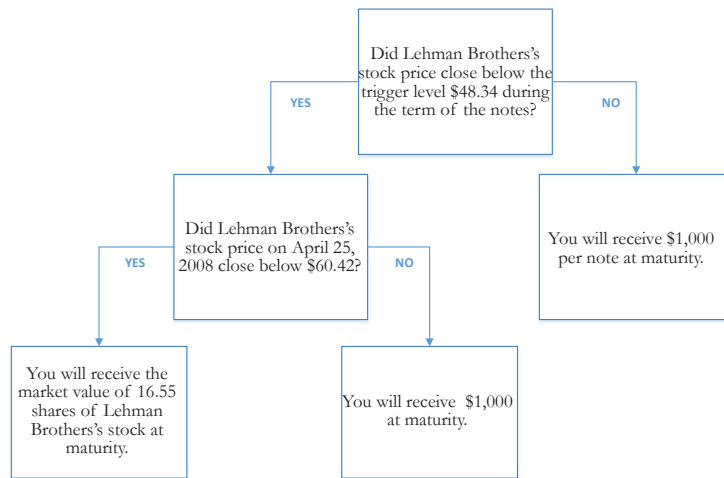 Did Lehman Brothers's
stock price close below the
trigger level $48.34 during
the term of the notes?
YES
NO
Did Lehman Brothers's
stock price on April 25,
2008 close below $60.42?
You will receive $1,000
per note at maturity.
YES
NO
You will receive the
market value of 16.55
shares of Lehman
Brothers's stock at
maturity.
You will receive $1,000
at maturity.